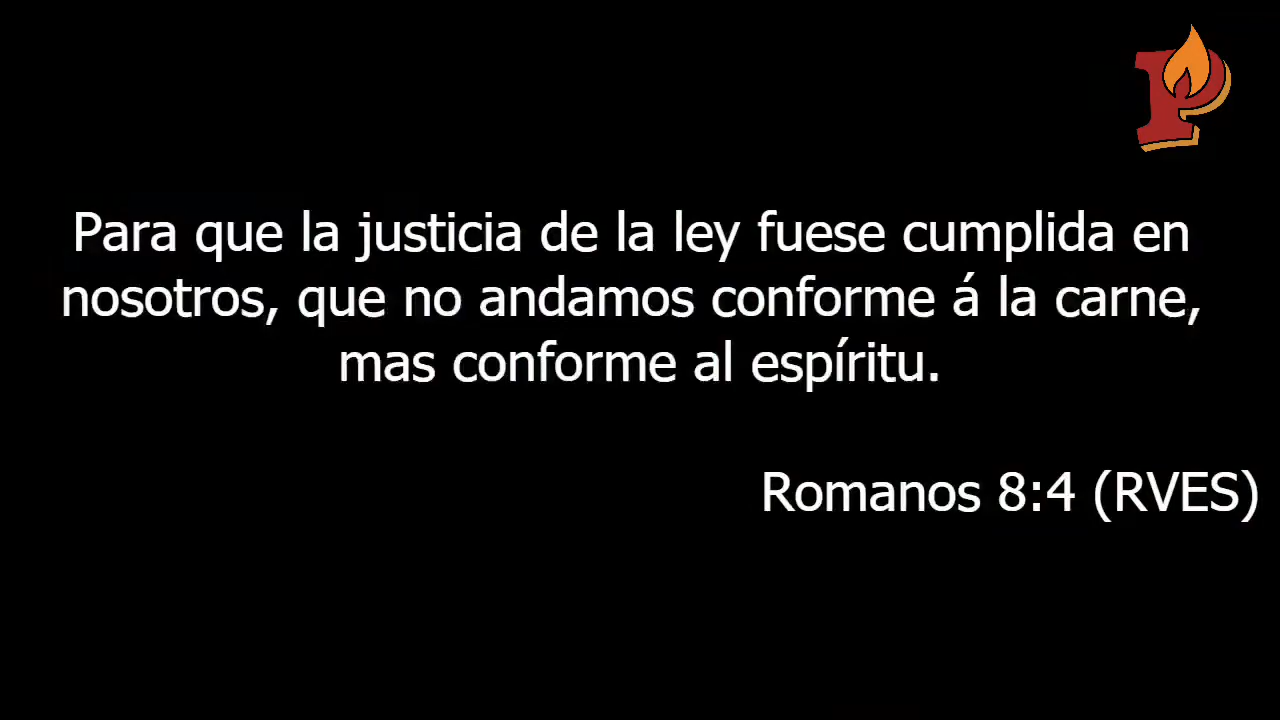 P
Para que la justicia de la ley fuese cumplida en
nosotros, que no andamos conforme á la carne,
mas conforme al espíritu.
Romanos 8:4 (RVES)